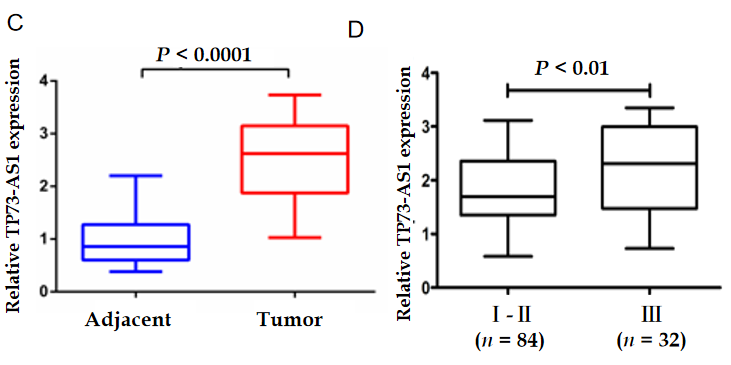 C
P < 0.0001
Relative TP73-AS1 expression
4
3
2
1
0
Adjacent
Tumor
D
P < 0.01
Relative TP73-AS1 expression
4
3
2
1
0
I - II
(n = 84)
III
(n = 32)